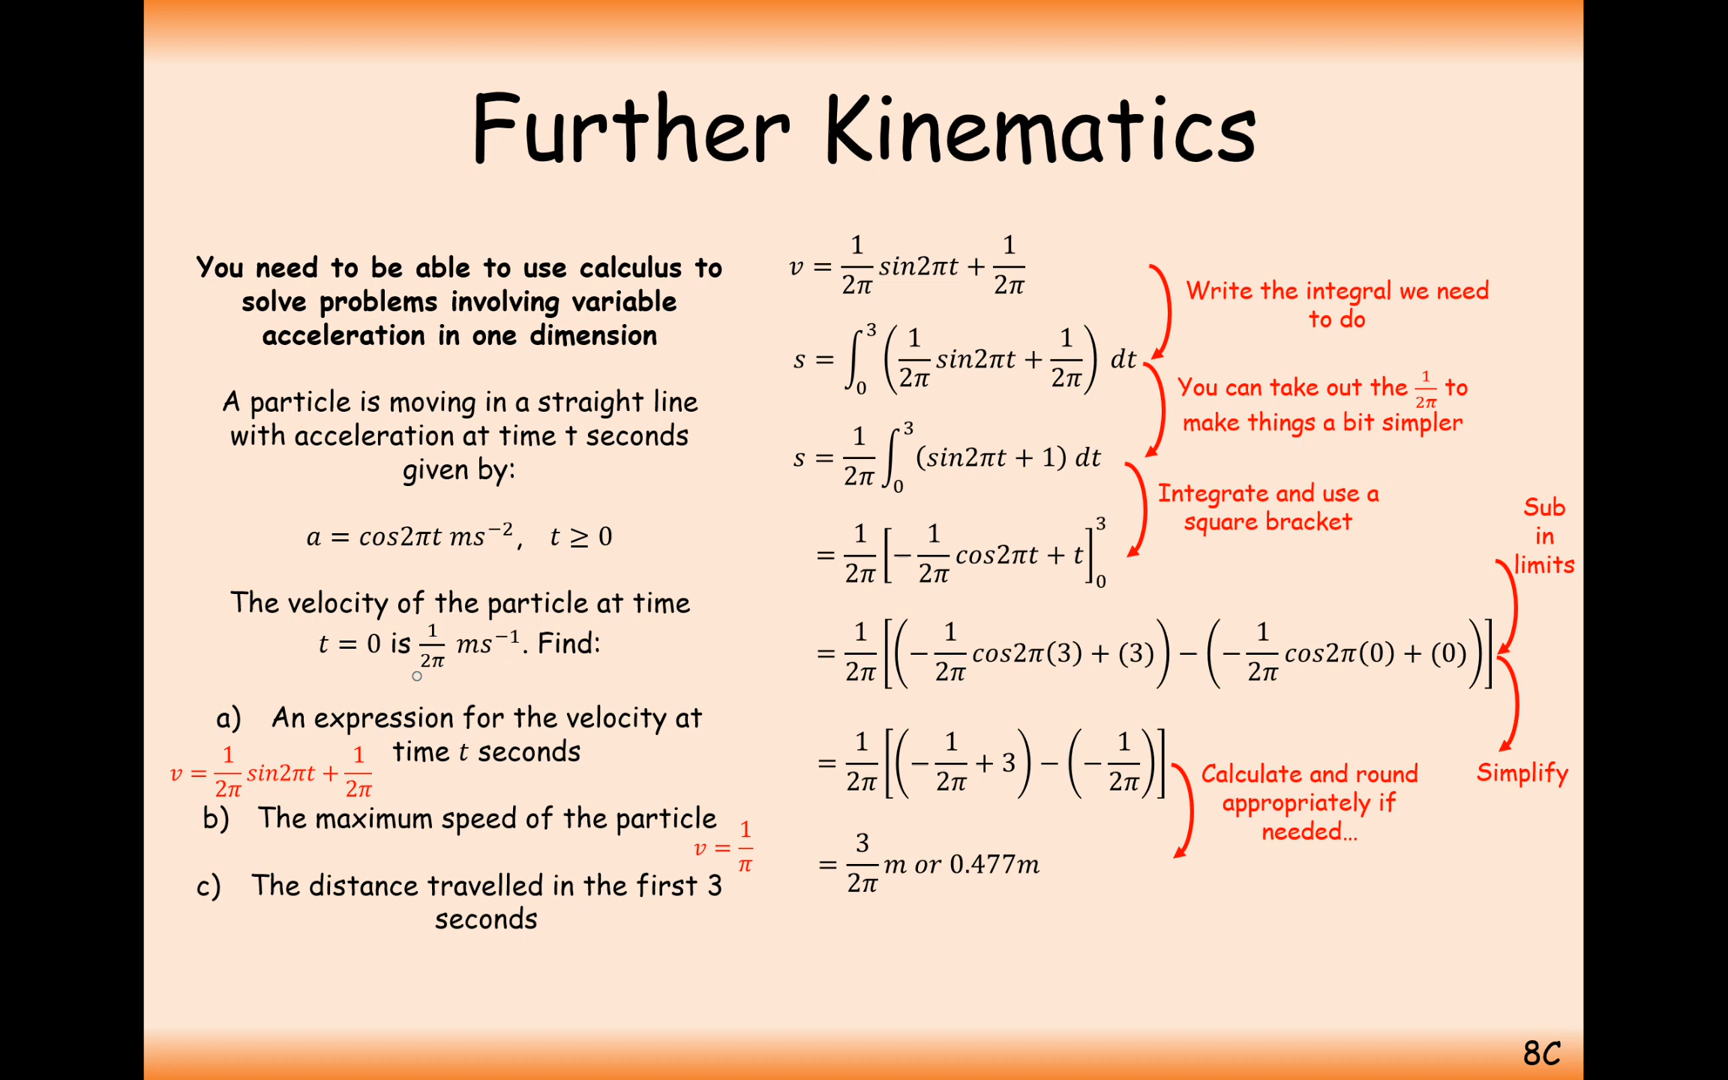 Further Kinematics
You need to be able to use calculus to
solve problems involving variable
acceleration in one dimension
A particle is moving in a straight line
with acceleration at time t seconds
given by:
a = cos2πt ms⁻², t ≥ 0
The velocity of the particle at time
t = 0 is 1/2π ms⁻¹. Find:
a) An expression for the velocity at
time t seconds
v = 1/2π sin2πt + 1/2π
b) The maximum speed of the particle
v = 1/π
c) The distance travelled in the first 3
seconds
v = 1/2π sin2πt + 1/2π
Write the integral we need
to do
s = ∫₀³ (1/2π sin2πt + 1/2π) dt
You can take out the 1/2π to
make things a bit simpler
s = 1/2π ∫₀³ (sin2πt + 1) dt
Integrate and use a
square bracket
= 1/2π [−1/2π cos2πt + t]₀³
Sub
in
limits
= 1/2π [(−1/2π cos2π(3) + (3)) − (−1/2π cos2π(0) + (0))]
Simplify
= 1/2π [(−1/2π + 3) − (−1/2π)]
Calculate and round
appropriately if
needed…
= 3/2π m or 0.477m
8C